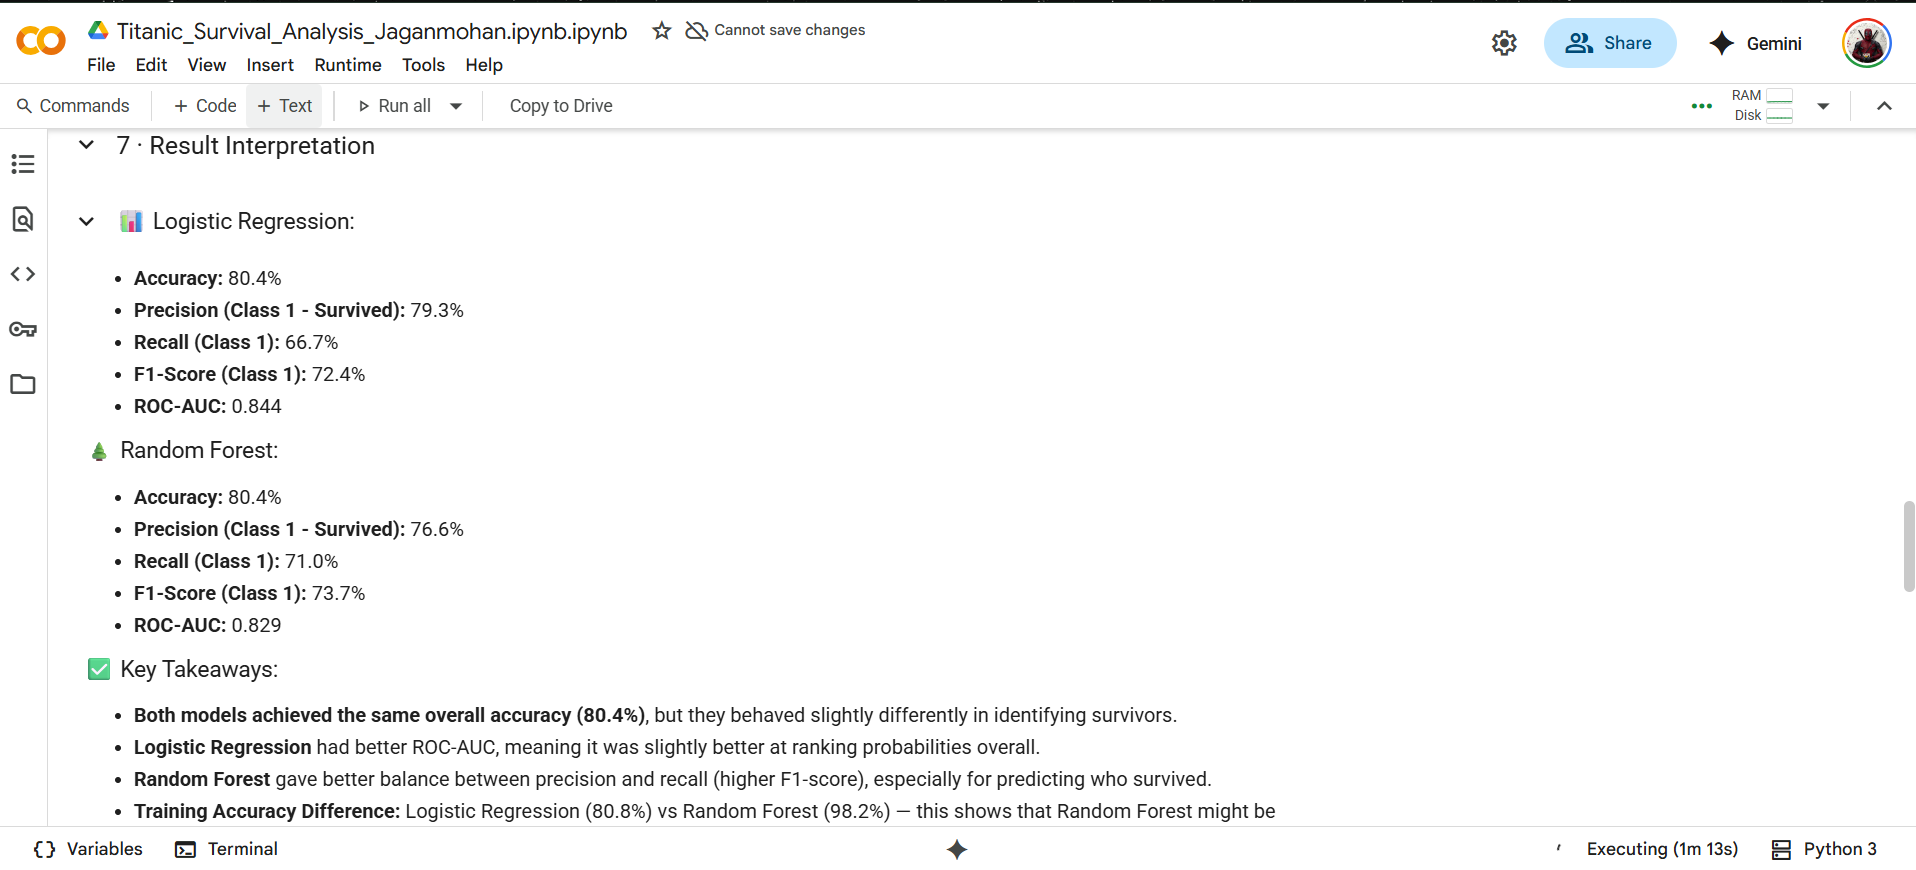 Titanic_Survival_Analysis_Jaganmohan.ipynb.ipynb
Cannot save changes
Share
Gemini
File Edit View Insert Runtime Tools Help
Commands + Code + Text Run all Copy to Drive
RAM
Disk
7 · Result Interpretation
Logistic Regression:
• Accuracy: 80.4%
• Precision (Class 1 - Survived): 79.3%
• Recall (Class 1): 66.7%
• F1-Score (Class 1): 72.4%
• ROC-AUC: 0.844
Random Forest:
• Accuracy: 80.4%
• Precision (Class 1 - Survived): 76.6%
• Recall (Class 1): 71.0%
• F1-Score (Class 1): 73.7%
• ROC-AUC: 0.829
Key Takeaways:
• Both models achieved the same overall accuracy (80.4%), but they behaved slightly differently in identifying survivors.
• Logistic Regression had better ROC-AUC, meaning it was slightly better at ranking probabilities overall.
• Random Forest gave better balance between precision and recall (higher F1-score), especially for predicting who survived.
• Training Accuracy Difference: Logistic Regression (80.8%) vs Random Forest (98.2%) — this shows that Random Forest might be
Variables Terminal Executing (1m 13s) Python 3